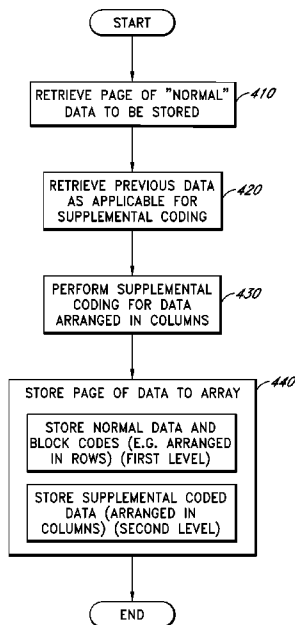 START
RETRIEVE PAGE OF "NORMAL"
DATA TO BE STORED
410
RETRIEVE PREVIOUS DATA
AS APPLICABLE FOR
SUPPLEMENTAL CODING
420
PERFORM SUPPLEMENTAL
CODING FOR DATA
ARRANGED IN COLUMNS
430
440
STORE PAGE OF DATA TO ARRAY
STORE NORMAL DATA AND
BLOCK CODES (E.G. ARRANGED
IN ROWS) (FIRST LEVEL)
STORE SUPPLEMENTAL CODED
DATA (ARRANGED IN
COLUMNS) (SECOND LEVEL)
END